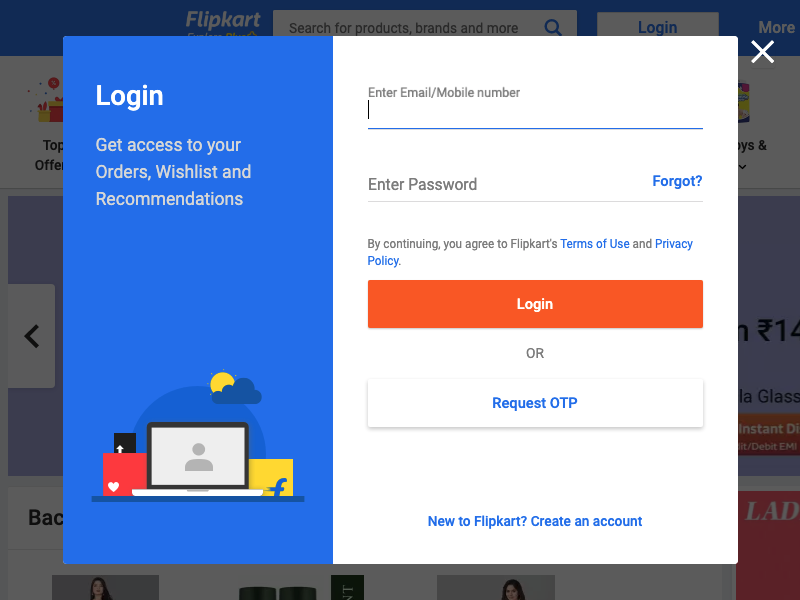 Flipkart
Search for products, brands and more
Login
More
Explore Plus
Login
Get access to your
Orders, Wishlist and
Recommendations
Enter Email/Mobile number
Enter Password
Forgot?
By continuing, you agree to Flipkart's Terms of Use and Privacy
Policy.
Login
OR
Request OTP
New to Flipkart? Create an account
Top
Offer
ys &
₹14
la Glass
Instant Di
it/Debit EMI
Bac
LAD